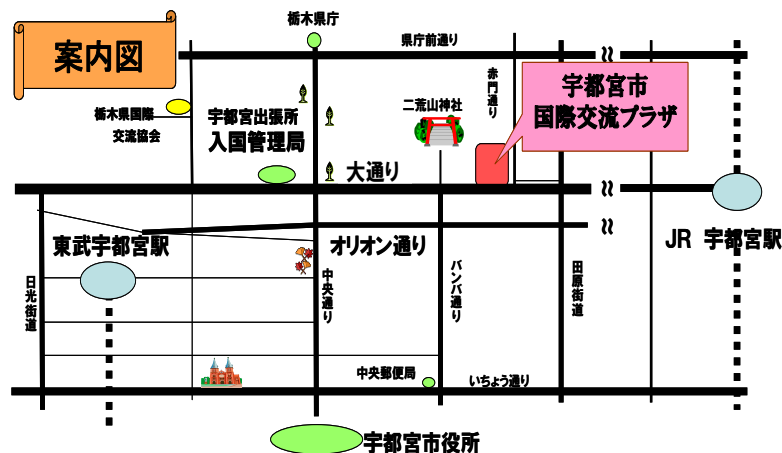 栃木県庁
県庁前通り
案内図
赤門通り
宇都宮市
国際交流プラザ
栃木県国際
交流協会
宇都宮出張所
入国管理局
二荒山神社
大通り
東武宇都宮駅
オリオン通り
JR 宇都宮駅
日光街道
中央通り
バンバ通り
田原街道
中央郵便局
いちょう通り
宇都宮市役所